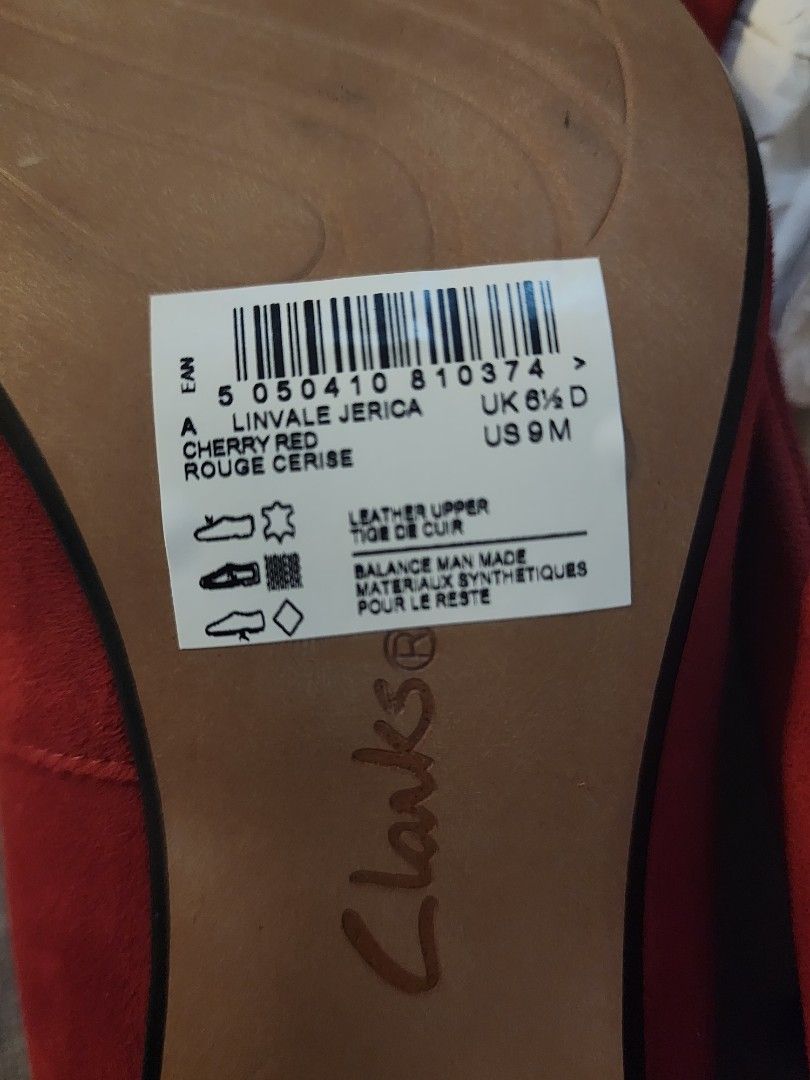 EAN
5 050410 810374 >
A LINVALE JERICA UK 6½ D
CHERRY RED US 9 M
ROUGE CERISE
LEATHER UPPER
TIGE DE CUIR
BALANCE MAN MADE
MATERIAUX SYNTHETIQUES
POUR LE RESTE
Clarks®